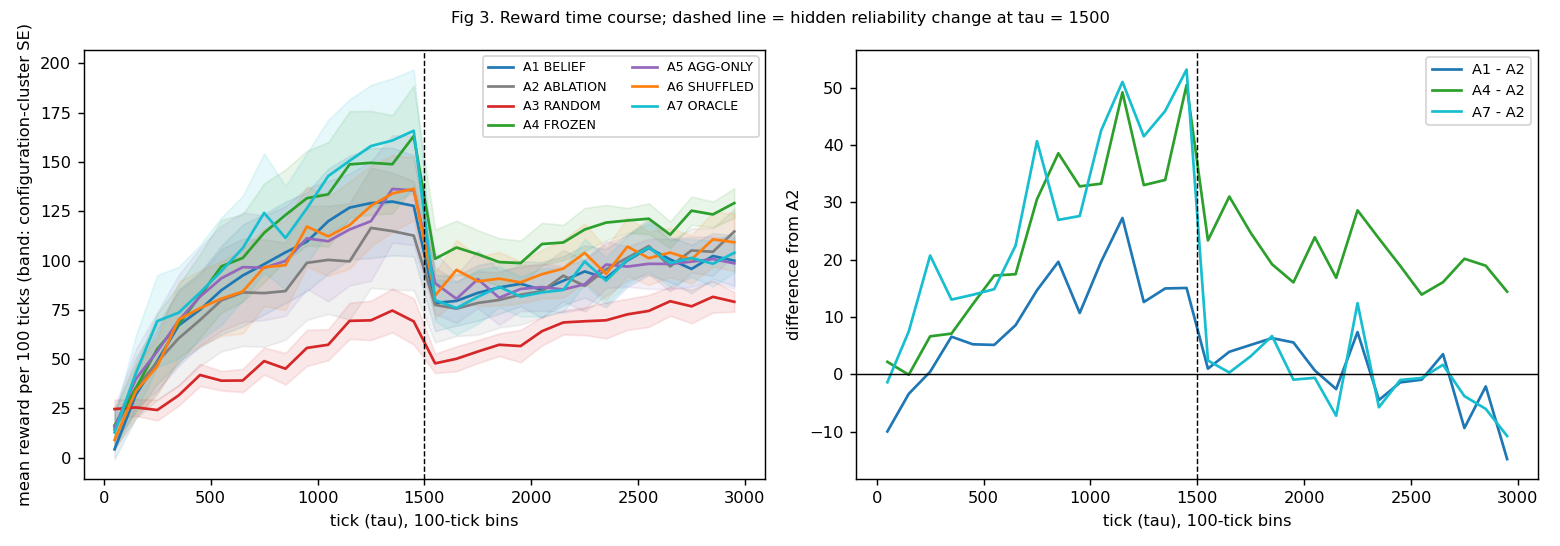 Fig 3. Reward time course; dashed line = hidden reliability change at tau = 1500
mean reward per 100 ticks (band: configuration-cluster SE)
200
175
150
125
100
75
50
25
0
A1 BELIEF
A2 ABLATION
A3 RANDOM
A4 FROZEN
A5 AGG-ONLY
A6 SHUFFLED
A7 ORACLE
0
500
1000
1500
2000
2500
3000
tick (tau), 100-tick bins
difference from A2
50
40
30
20
10
0
−10
A1 - A2
A4 - A2
A7 - A2
0
500
1000
1500
2000
2500
3000
tick (tau), 100-tick bins